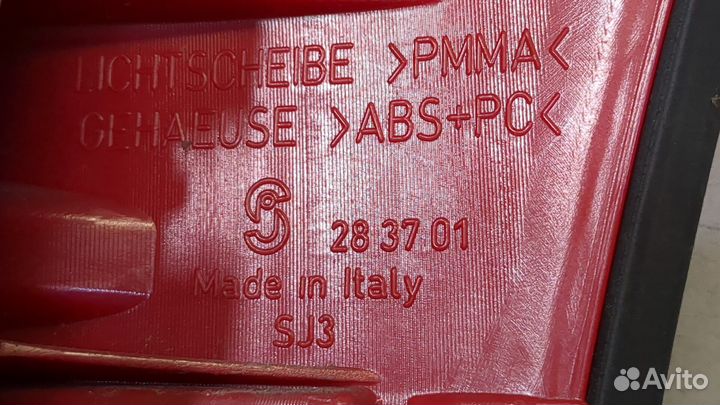 LICHTSCHEIBE >PMMA<
GEHAEUSE >ABS+PC<
28 37 01
Made in Italy
SJ3
Avito